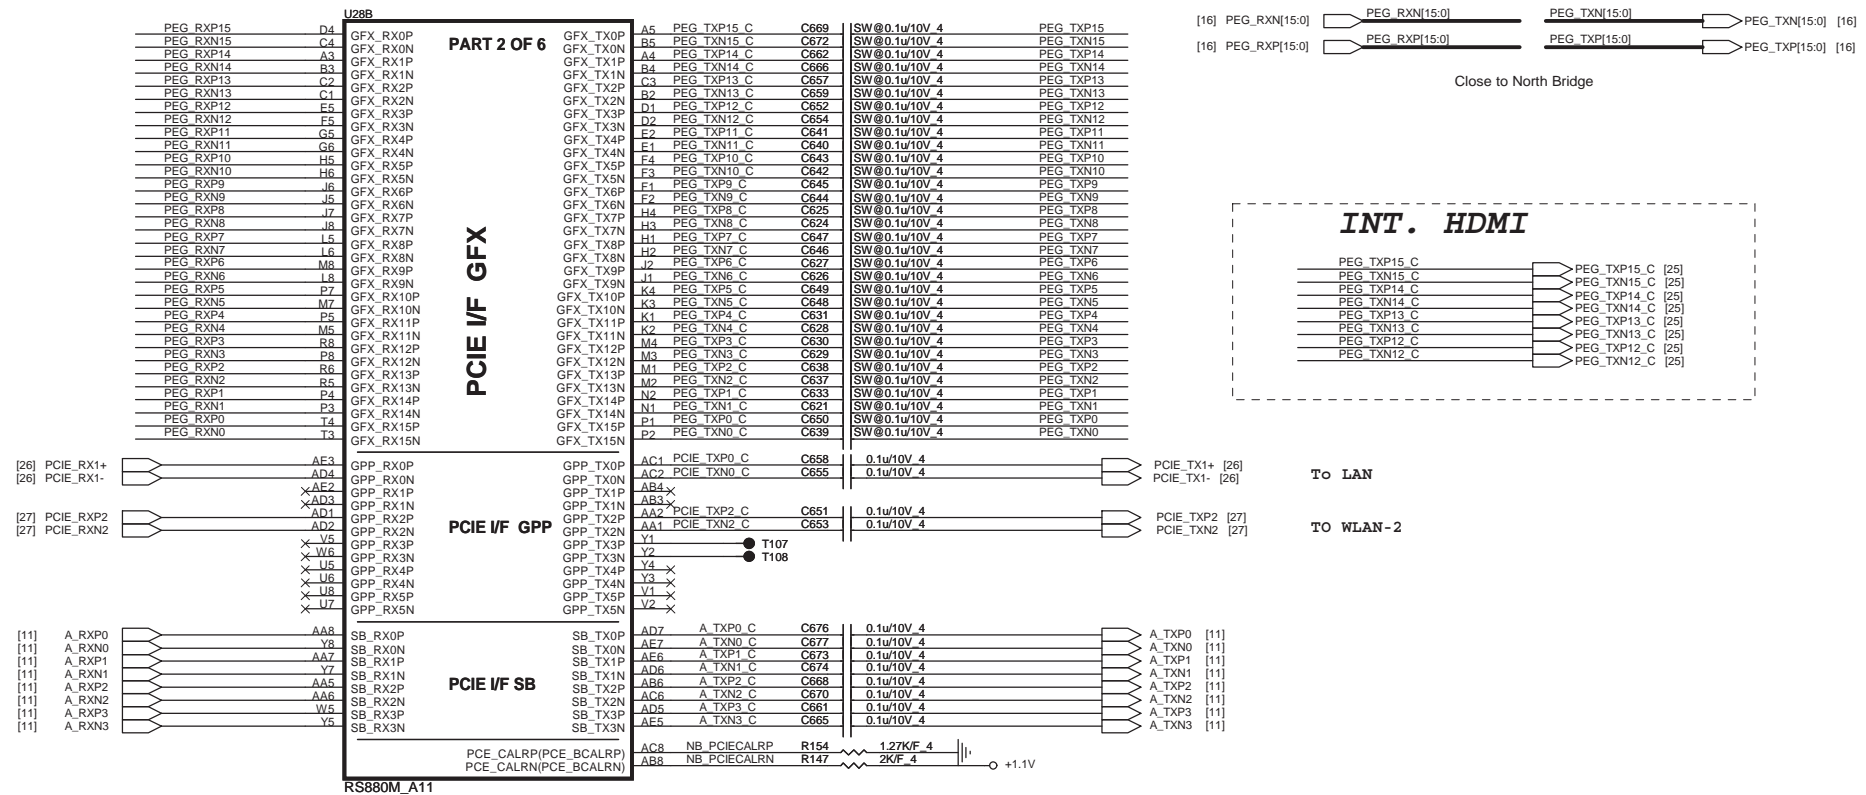 U28B
PEG_RXP15 D4 GFX_RX0P PART 2 OF 6 GFX_TX0P A5 PEG_TXP15_C C669 SW@0.1u/10V_4 PEG_TXP15
PEG_RXN15 C4 GFX_RX0N GFX_TX0N B5 PEG_TXN15_C C672 SW@0.1u/10V_4 PEG_TXN15
PEG_RXP14 A3 GFX_RX1P GFX_TX1P A4 PEG_TXP14_C C662 SW@0.1u/10V_4 PEG_TXP14
PEG_RXN14 B3 GFX_RX1N GFX_TX1N B4 PEG_TXN14_C C666 SW@0.1u/10V_4 PEG_TXN14
PEG_RXP13 C2 GFX_RX2P GFX_TX2P C3 PEG_TXP13_C C657 SW@0.1u/10V_4 PEG_TXP13
PEG_RXN13 C1 GFX_RX2N GFX_TX2N B2 PEG_TXN13_C C659 SW@0.1u/10V_4 PEG_TXN13
PEG_RXP12 E5 GFX_RX3P GFX_TX3P D1 PEG_TXP12_C C652 SW@0.1u/10V_4 PEG_TXP12
PEG_RXN12 F5 GFX_RX3N GFX_TX3N D2 PEG_TXN12_C C654 SW@0.1u/10V_4 PEG_TXN12
PEG_RXP11 G5 GFX_RX4P GFX_TX4P E2 PEG_TXP11_C C641 SW@0.1u/10V_4 PEG_TXP11
PEG_RXN11 G6 GFX_RX4N GFX_TX4N E1 PEG_TXN11_C C640 SW@0.1u/10V_4 PEG_TXN11
PEG_RXP10 H5 GFX_RX5P GFX_TX5P F4 PEG_TXP10_C C643 SW@0.1u/10V_4 PEG_TXP10
PEG_RXN10 H6 GFX_RX5N GFX_TX5N F3 PEG_TXN10_C C642 SW@0.1u/10V_4 PEG_TXN10
PEG_RXP9 J6 GFX_RX6P GFX_TX6P F1 PEG_TXP9_C C645 SW@0.1u/10V_4 PEG_TXP9
PEG_RXN9 J5 GFX_RX6N GFX_TX6N F2 PEG_TXN9_C C644 SW@0.1u/10V_4 PEG_TXN9
PEG_RXP8 J7 GFX_RX7P GFX_TX7P H4 PEG_TXP8_C C625 SW@0.1u/10V_4 PEG_TXP8
PEG_RXN8 J8 GFX_RX7N GFX_TX7N H3 PEG_TXN8_C C624 SW@0.1u/10V_4 PEG_TXN8
PEG_RXP7 L5 GFX_RX8P GFX_TX8P H1 PEG_TXP7_C C647 SW@0.1u/10V_4 PEG_TXP7
PEG_RXN7 L6 GFX_RX8N GFX_TX8N H2 PEG_TXN7_C C646 SW@0.1u/10V_4 PEG_TXN7
PEG_RXP6 M8 GFX_RX9P GFX_TX9P J2 PEG_TXP6_C C627 SW@0.1u/10V_4 PEG_TXP6
PEG_RXN6 L8 GFX_RX9N GFX_TX9N J1 PEG_TXN6_C C626 SW@0.1u/10V_4 PEG_TXN6
PEG_RXP5 P7 GFX_RX10P GFX_TX10P K4 PEG_TXP5_C C649 SW@0.1u/10V_4 PEG_TXP5
PEG_RXN5 M7 GFX_RX10N GFX_TX10N K3 PEG_TXN5_C C648 SW@0.1u/10V_4 PEG_TXN5
PEG_RXP4 P5 GFX_RX11P GFX_TX11P K1 PEG_TXP4_C C631 SW@0.1u/10V_4 PEG_TXP4
PEG_RXN4 M5 GFX_RX11N GFX_TX11N K2 PEG_TXN4_C C628 SW@0.1u/10V_4 PEG_TXN4
PEG_RXP3 R8 GFX_RX12P GFX_TX12P M4 PEG_TXP3_C C630 SW@0.1u/10V_4 PEG_TXP3
PEG_RXN3 P8 GFX_RX12N GFX_TX12N M3 PEG_TXN3_C C629 SW@0.1u/10V_4 PEG_TXN3
PEG_RXP2 R6 GFX_RX13P GFX_TX13P M1 PEG_TXP2_C C638 SW@0.1u/10V_4 PEG_TXP2
PEG_RXN2 R5 GFX_RX13N GFX_TX13N M2 PEG_TXN2_C C637 SW@0.1u/10V_4 PEG_TXN2
PEG_RXP1 P4 GFX_RX14P GFX_TX14P N2 PEG_TXP1_C C633 SW@0.1u/10V_4 PEG_TXP1
PEG_RXN1 P3 GFX_RX14N GFX_TX14N N1 PEG_TXN1_C C621 SW@0.1u/10V_4 PEG_TXN1
PEG_RXP0 T4 GFX_RX15P GFX_TX15P P1 PEG_TXP0_C C650 SW@0.1u/10V_4 PEG_TXP0
PEG_RXN0 T3 GFX_RX15N GFX_TX15N P2 PEG_TXN0_C C639 SW@0.1u/10V_4 PEG_TXN0
PCIE I/F GFX
[26] PCIE_RX1+ AE3 GPP_RX0P GPP_TX0P AC1 PCIE_TXP0_C C658 0.1u/10V_4 PCIE_TX1+ [26]
[26] PCIE_RX1- AD4 GPP_RX0N GPP_TX0N AC2 PCIE_TXN0_C C655 0.1u/10V_4 PCIE_TX1- [26]
To LAN
AE2 GPP_RX1P GPP_TX1P AB4
AD3 GPP_RX1N GPP_TX1N AB3
[27] PCIE_RXP2 AD1 GPP_RX2P GPP_TX2P AA2 PCIE_TXP2_C C651 0.1u/10V_4 PCIE_TXP2 [27]
[27] PCIE_RXN2 AD2 GPP_RX2N PCIE I/F GPP GPP_TX2N AA1 PCIE_TXN2_C C653 0.1u/10V_4 PCIE_TXN2 [27]
TO WLAN-2
V5 GPP_RX3P GPP_TX3P Y1 T107
W6 GPP_RX3N GPP_TX3N Y2 T108
U5 GPP_RX4P GPP_TX4P Y4
U6 GPP_RX4N GPP_TX4N Y3
U8 GPP_RX5P GPP_TX5P V1
U7 GPP_RX5N GPP_TX5N V2
[11] A_RXP0 AA8 SB_RX0P SB_TX0P AD7 A_TXP0_C C676 0.1u/10V_4 A_TXP0 [11]
[11] A_RXN0 Y8 SB_RX0N SB_TX0N AE7 A_TXN0_C C677 0.1u/10V_4 A_TXN0 [11]
[11] A_RXP1 AA7 SB_RX1P SB_TX1P AE6 A_TXP1_C C673 0.1u/10V_4 A_TXP1 [11]
[11] A_RXN1 Y7 SB_RX1N SB_TX1N AD6 A_TXN1_C C674 0.1u/10V_4 A_TXN1 [11]
[11] A_RXP2 AA5 SB_RX2P PCIE I/F SB SB_TX2P AB6 A_TXP2_C C668 0.1u/10V_4 A_TXP2 [11]
[11] A_RXN2 AA6 SB_RX2N SB_TX2N AC6 A_TXN2_C C670 0.1u/10V_4 A_TXN2 [11]
[11] A_RXP3 W5 SB_RX3P SB_TX3P AD5 A_TXP3_C C661 0.1u/10V_4 A_TXP3 [11]
[11] A_RXN3 Y5 SB_RX3N SB_TX3N AE5 A_TXN3_C C665 0.1u/10V_4 A_TXN3 [11]
PCE_CALRP(PCE_BCALRP) AC8 NB_PCIECALRP R154 1.27K/F_4
PCE_CALRN(PCE_BCALRN) AB8 NB_PCIECALRN R147 2K/F_4 +1.1V
RS880M_A11
[16] PEG_RXN[15:0] PEG_RXN[15:0] PEG_TXN[15:0] PEG_TXN[15:0] [16]
[16] PEG_RXP[15:0] PEG_RXP[15:0] PEG_TXP[15:0] PEG_TXP[15:0] [16]
Close to North Bridge
INT. HDMI
PEG_TXP15_C PEG_TXP15_C [25]
PEG_TXN15_C PEG_TXN15_C [25]
PEG_TXP14_C PEG_TXP14_C [25]
PEG_TXN14_C PEG_TXN14_C [25]
PEG_TXP13_C PEG_TXP13_C [25]
PEG_TXN13_C PEG_TXN13_C [25]
PEG_TXP12_C PEG_TXP12_C [25]
PEG_TXN12_C PEG_TXN12_C [25]